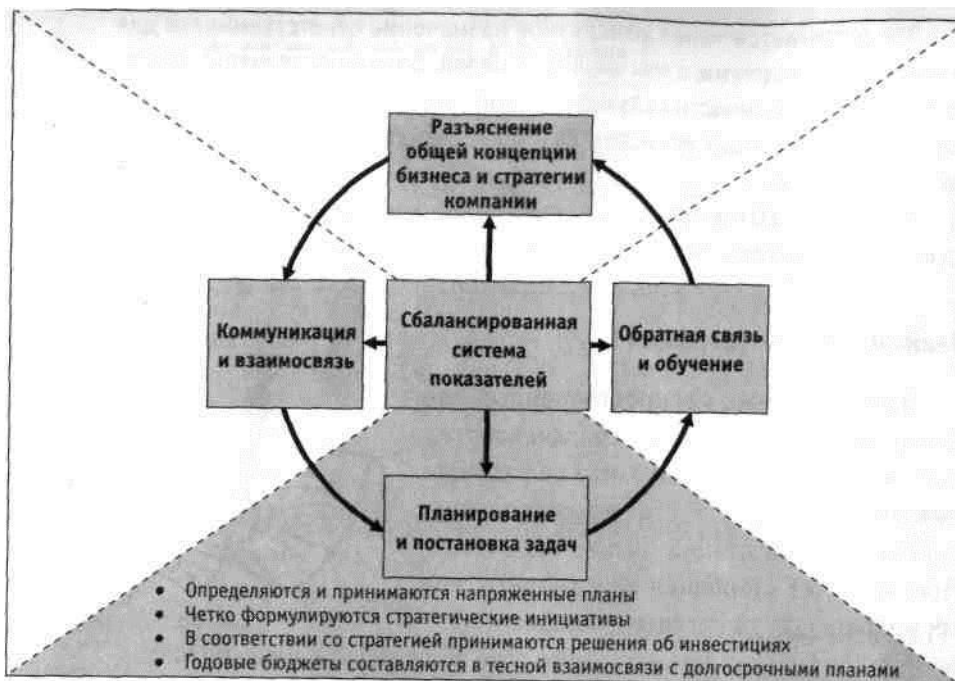 Разъяснение
общей концепции
бизнеса и стратегии
компании
Коммуникация
и взаимосвязь
Сбалансированная
система
показателей
Обратная связь
и обучение
Планирование
и постановка задач
• Определяются и принимаются напряженные планы
• Четко формулируются стратегические инициативы
• В соответствии со стратегией принимаются решения об инвестициях
• Годовые бюджеты составляются в тесной взаимосвязи с долгосрочными планами